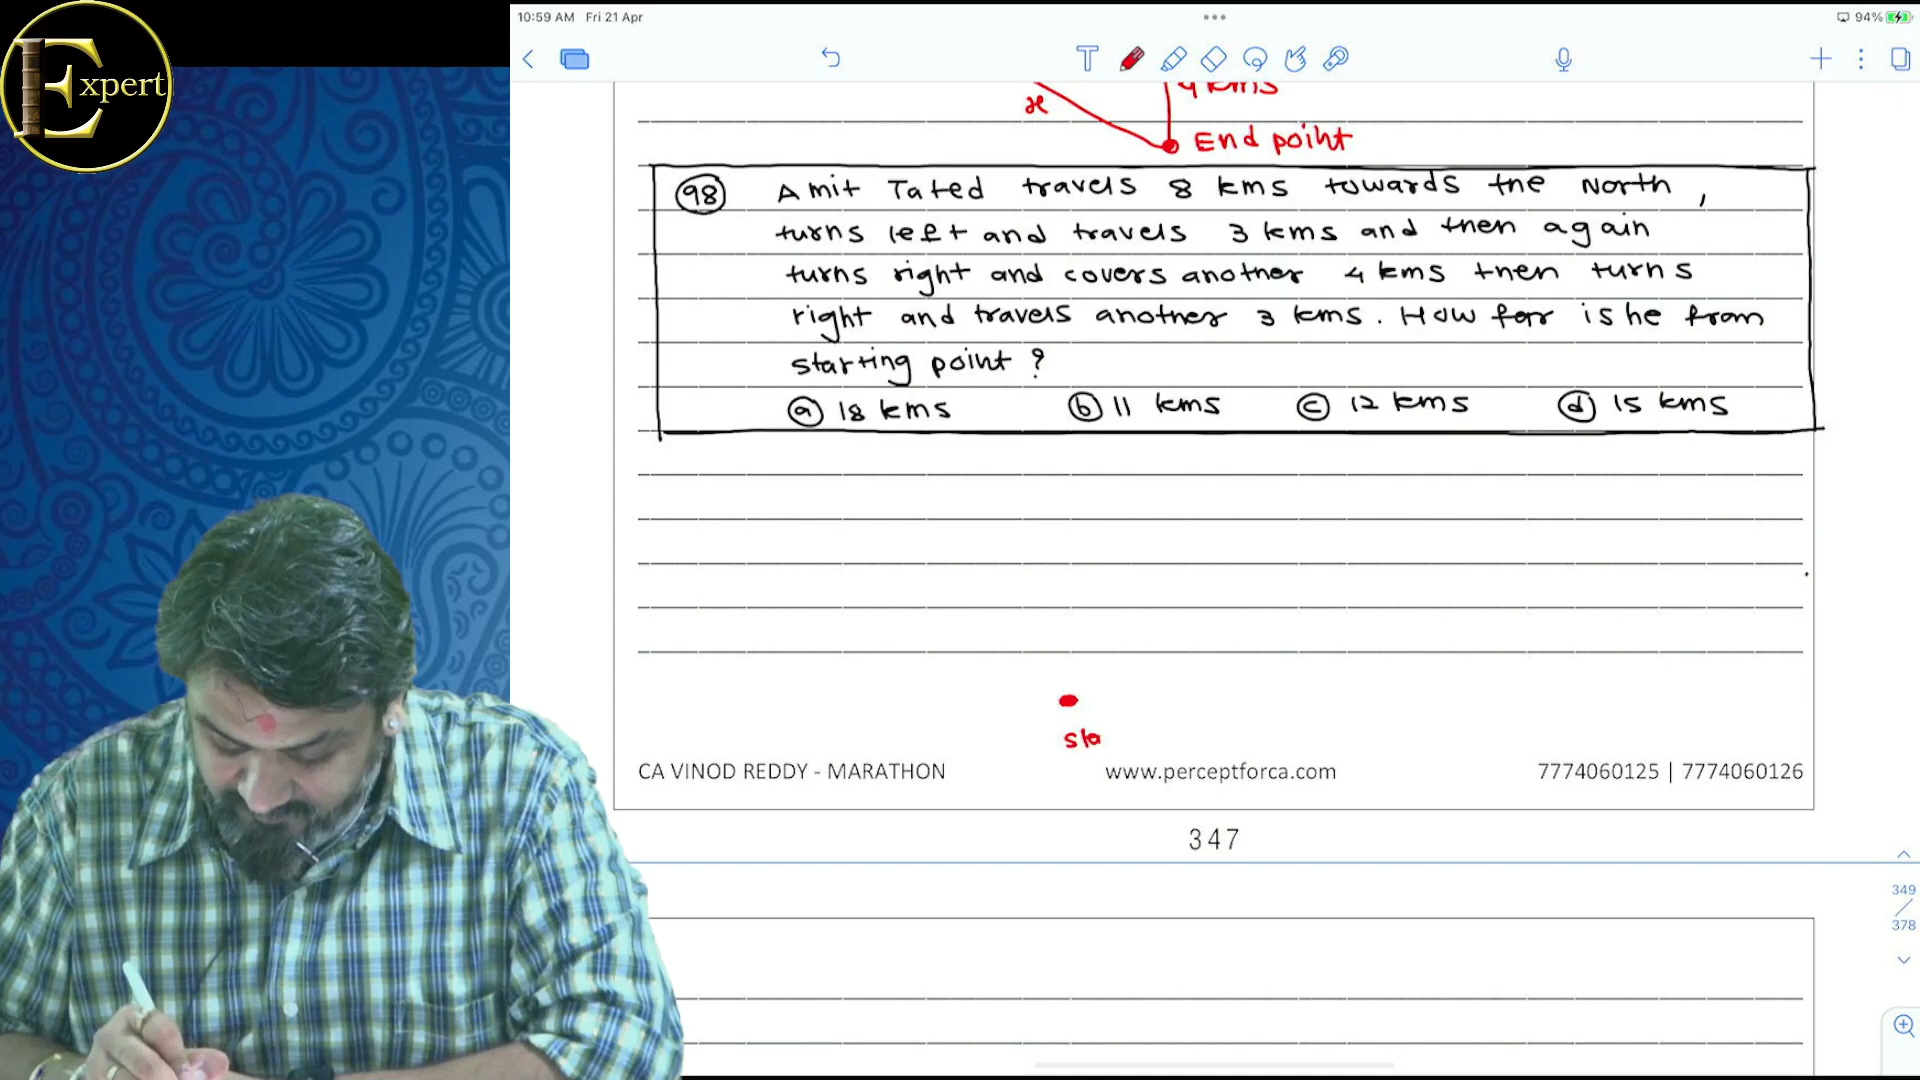 Expert
10:59 AM Fri 21 Apr
94%
T
x
4 kms
End point
98 Amit Tated travels 8 kms towards the North,
turns left and travels 3 kms and then again
turns right and covers another 4 kms then turns
right and travels another 3 kms. How far is he from
starting point ?
a 18 kms b 11 kms c 12 kms d 15 kms
sta
CA VINOD REDDY - MARATHON www.perceptforca.com 7774060125 | 7774060126
347
349
/
378